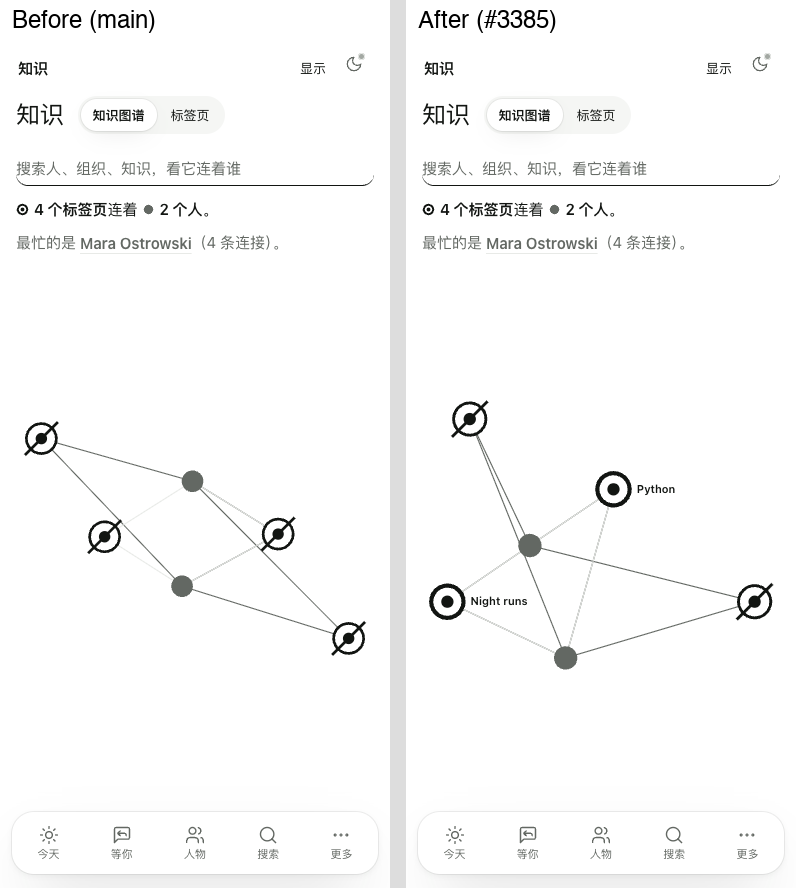 Before (main)
知识
显示
知识
知识图谱
标签页
搜索人、组织、知识，看它连着谁
4 个标签页连着 2 个人。
最忙的是 Mara Ostrowski（4 条连接）。
今天
等你
人物
搜索
更多
After (#3385)
知识
显示
知识
知识图谱
标签页
搜索人、组织、知识，看它连着谁
4 个标签页连着 2 个人。
最忙的是 Mara Ostrowski（4 条连接）。
Python
Night runs
今天
等你
人物
搜索
更多